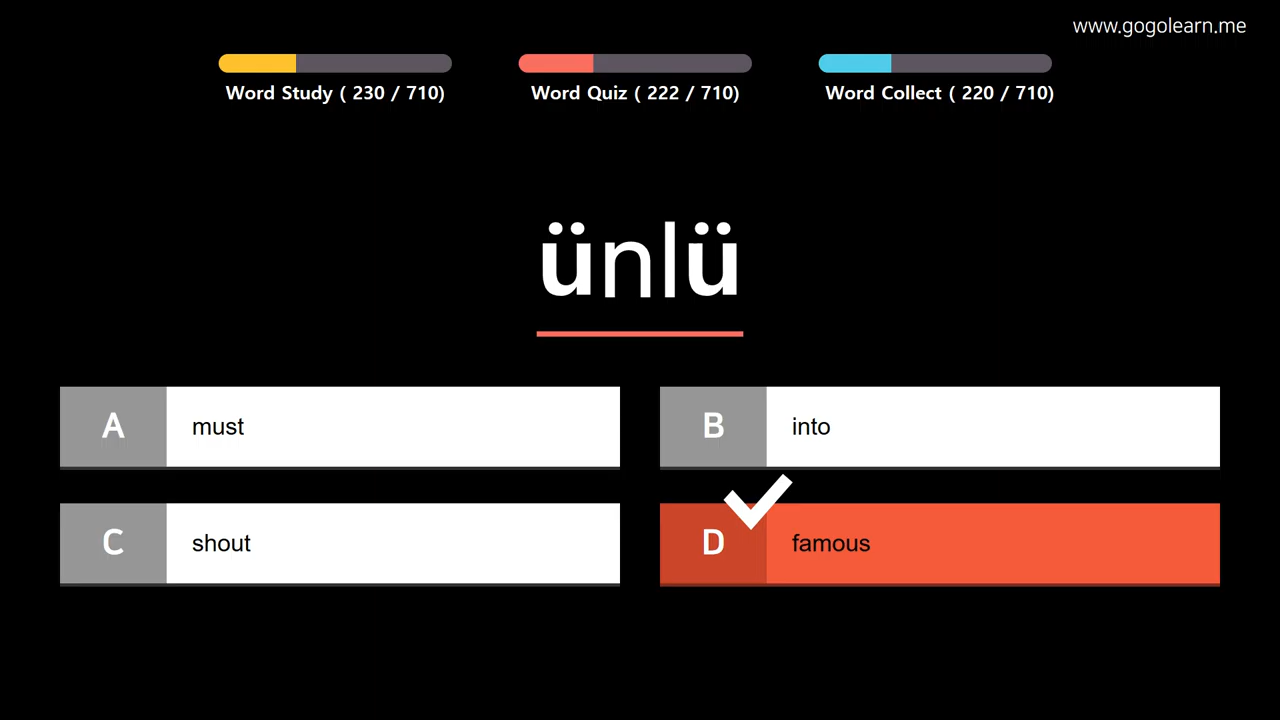 www.gogolearn.me
Word Study ( 230 / 710)
Word Quiz ( 222 / 710)
Word Collect ( 220 / 710)
ünlü
A must
B into
C shout
D famous